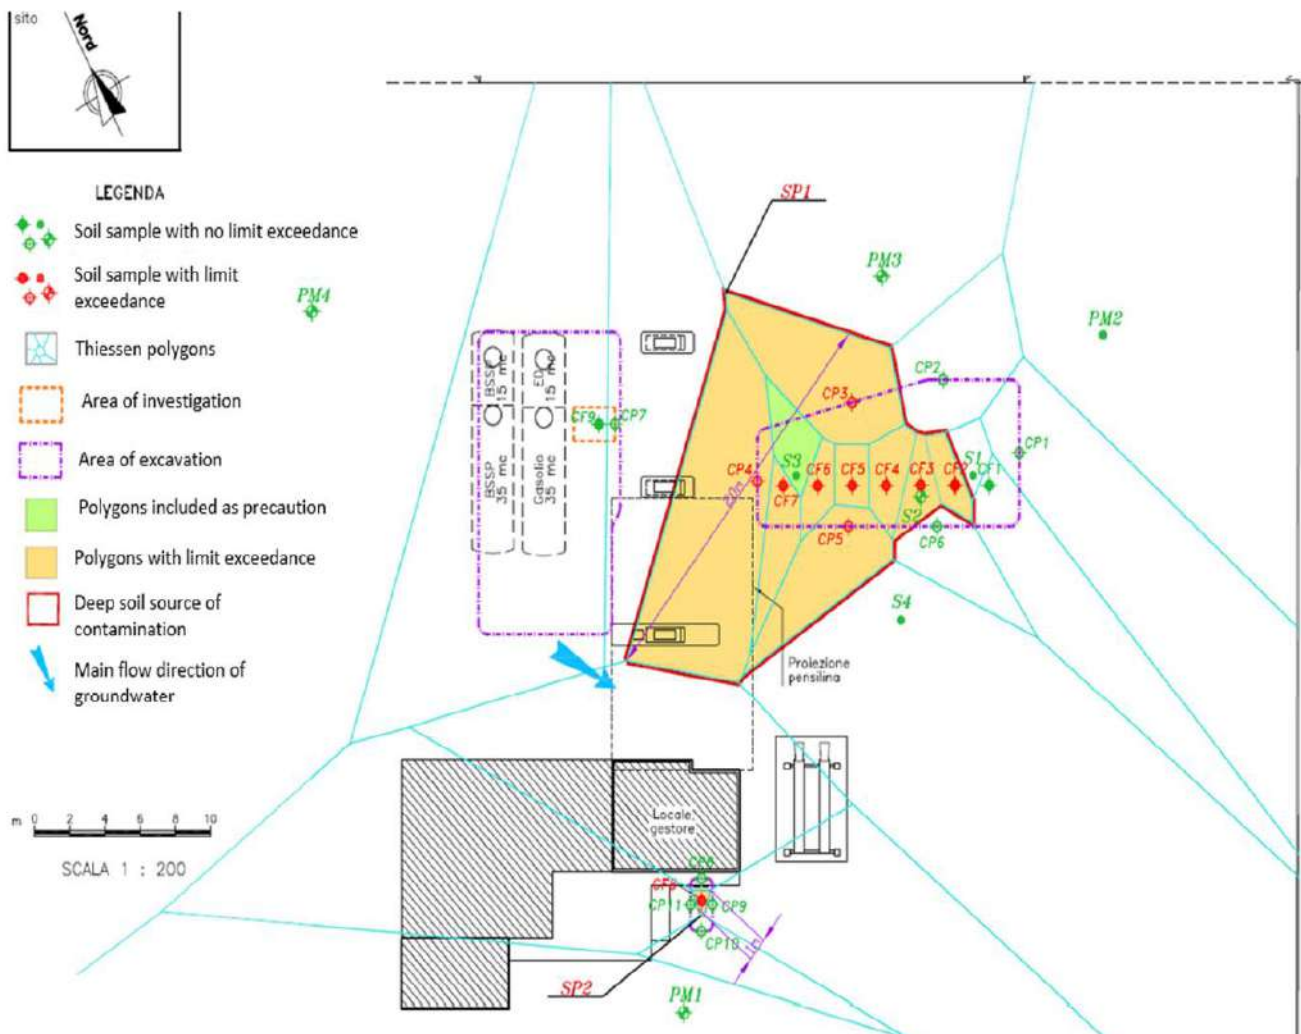 sito
Nord
LEGENDA
Soil sample with no limit exceedance
Soil sample with limit
exceedance
Thiessen polygons
Area of investigation
Area of excavation
Polygons included as precaution
Polygons with limit exceedance
Deep soil source of
contamination
Main flow direction of
groundwater
m 0 2 4 6 8 10
SCALA 1 : 200
SP1
PM3
PM4
PM2
BSSP
15 mc
ED
15 mc
BSSP
35 mc
Gasolio
35 mc
CF9
CP7
CP2
CP3
CP1
CP4
S3
CF7
CF6
CF5
CF4
CF3
CF2
S1
CF1
S2
CP5
CP6
20m
S4
Proiezione
pensilina
Locale
gestore
CP8
CF8
CP11
CP9
CP10
SP2
PM1